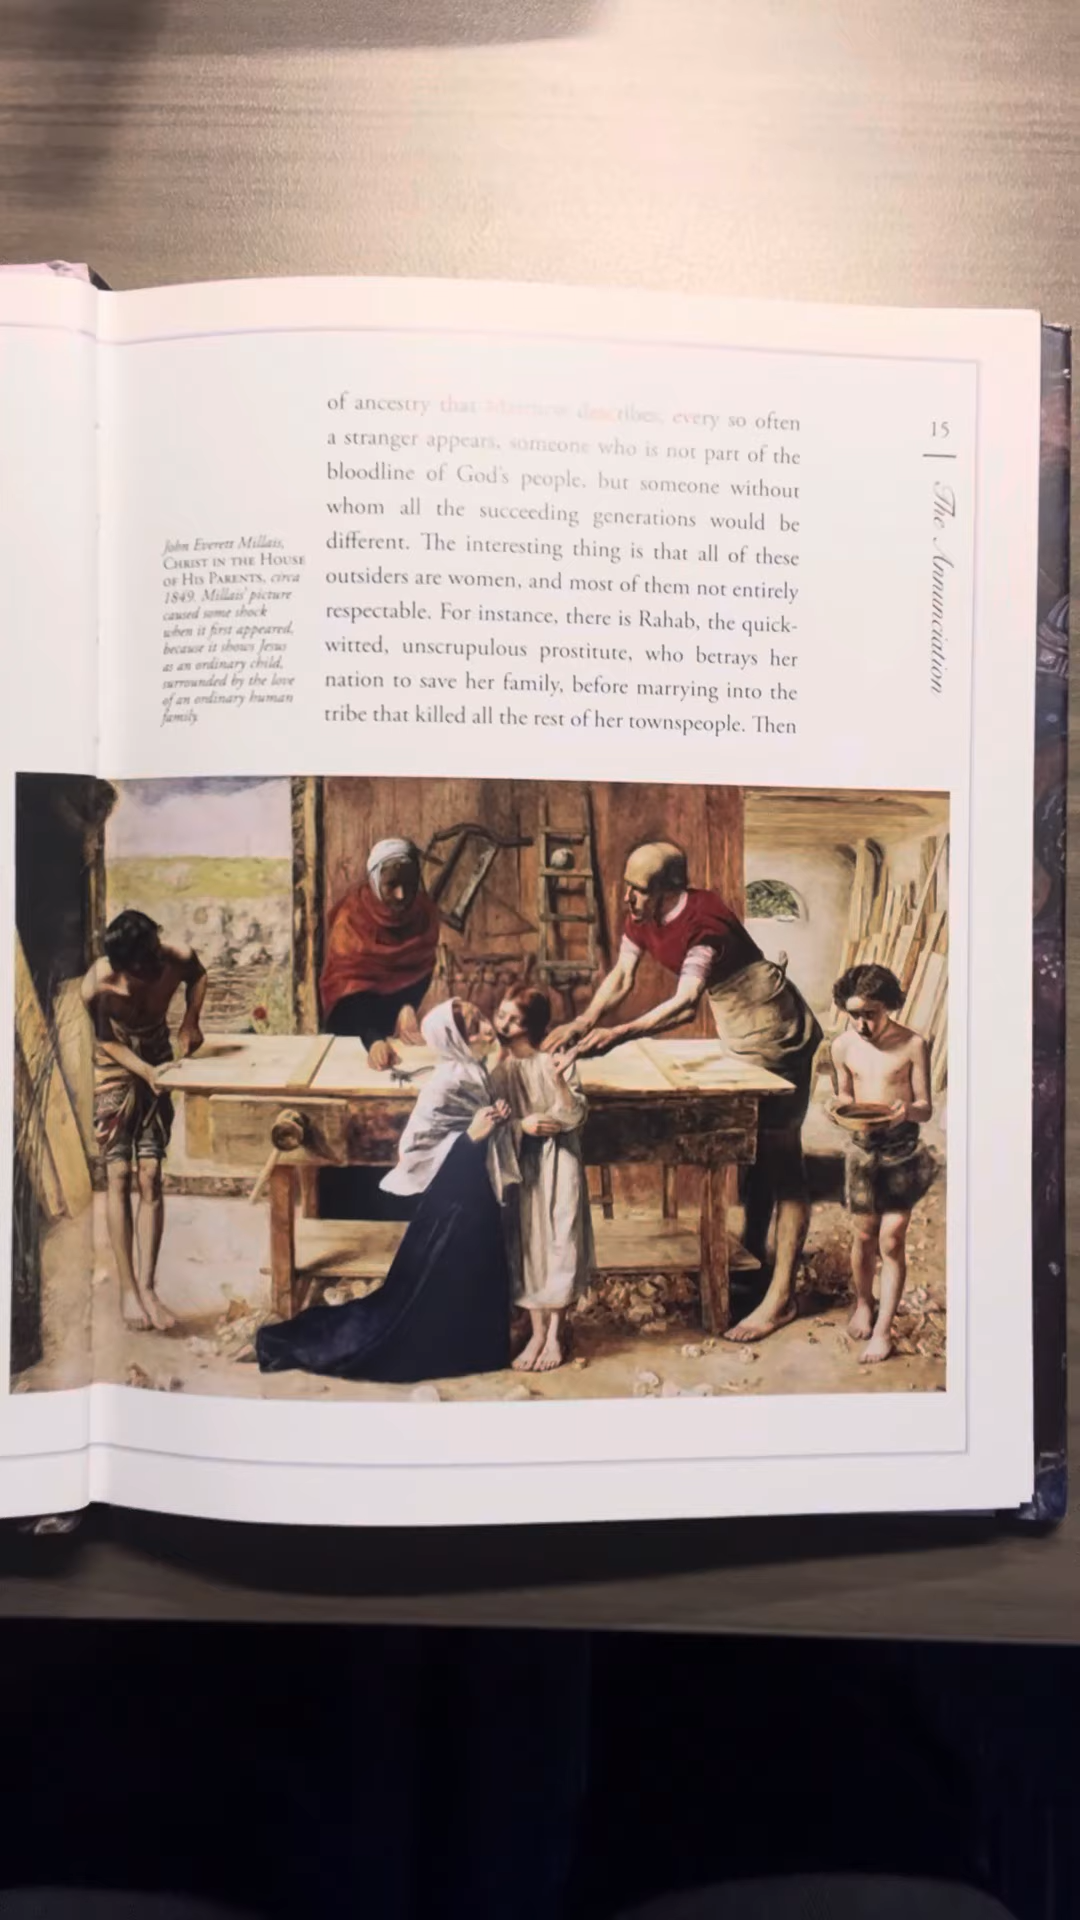 of ancestry that Matthew describes, every so often
a stranger appears, someone who is not part of the
bloodline of God's people, but someone without
whom all the succeeding generations would be
different. The interesting thing is that all of these
outsiders are women, and most of them not entirely
respectable. For instance, there is Rahab, the quick-
witted, unscrupulous prostitute, who betrays her
nation to save her family, before marrying into the
tribe that killed all the rest of her townspeople. Then
John Everett Millais,
CHRIST IN THE HOUSE
OF HIS PARENTS, circa
1849. Millais' picture
caused some shock
when it first appeared,
because it shows Jesus
as an ordinary child,
surrounded by the love
of an ordinary human
family.
15
The Annunciation